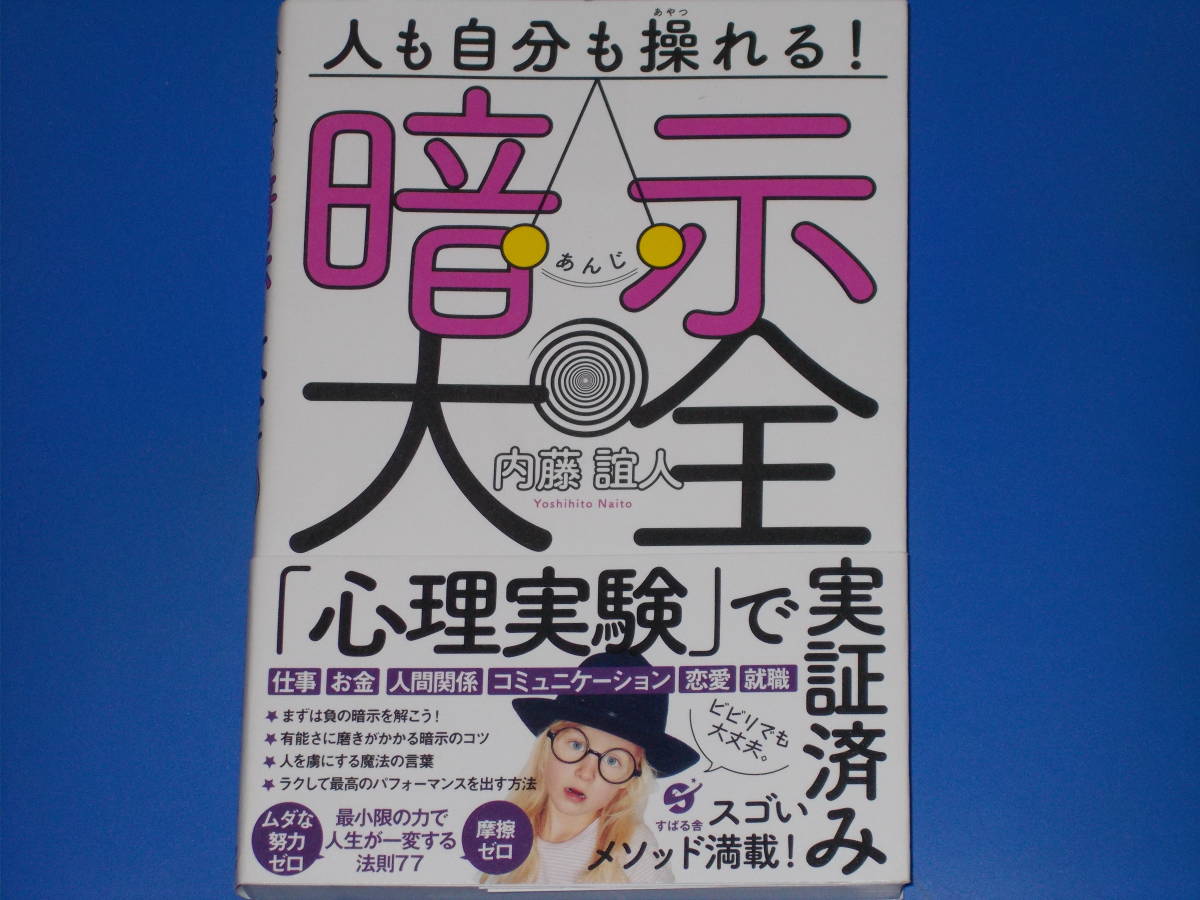 人も自分も操れる!
あやつ
暗示
あんじ
大全
内藤 誼人
Yoshihito Naito
「心理実験」で
実証済み
仕事 お金 人間関係 コミュニケーション 恋愛 就職
★まずは負の暗示を解こう!
★有能さに磨きがかかる暗示のコツ
★人を虜にする魔法の言葉
★ラクして最高のパフォーマンスを出す方法
ビビリでも
大丈夫。
ムダな
努力
ゼロ
最小限の力で
人生が一変する
法則77
摩擦
ゼロ
すばる舎
スゴい
メソッド満載!